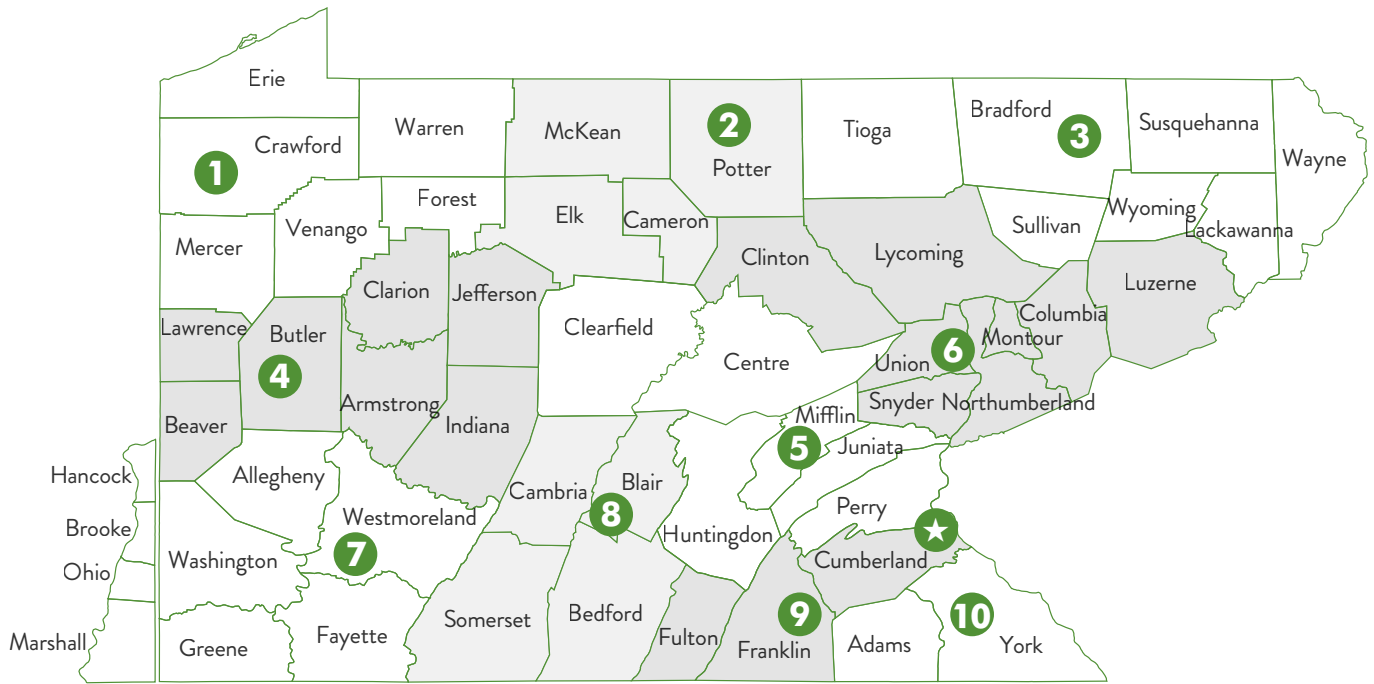 Erie
Crawford
1
Warren
McKean
2
Potter
Tioga
Bradford
3
Susquehanna
Wayne
Mercer
Venango
Forest
Elk
Cameron
Clinton
Lycoming
Sullivan
Wyoming
Lackawanna
Lawrence
Butler
4
Clarion
Jefferson
Clearfield
Centre
Union
6
Montour
Columbia
Luzerne
Beaver
Armstrong
Indiana
Snyder
Northumberland
Mifflin
5
Juniata
Hancock
Brooke
Ohio
Marshall
Allegheny
Washington
Westmoreland
7
Cambria
Blair
8
Huntingdon
Perry
Cumberland
Greene
Fayette
Somerset
Bedford
Fulton
9
Franklin
Adams
10
York